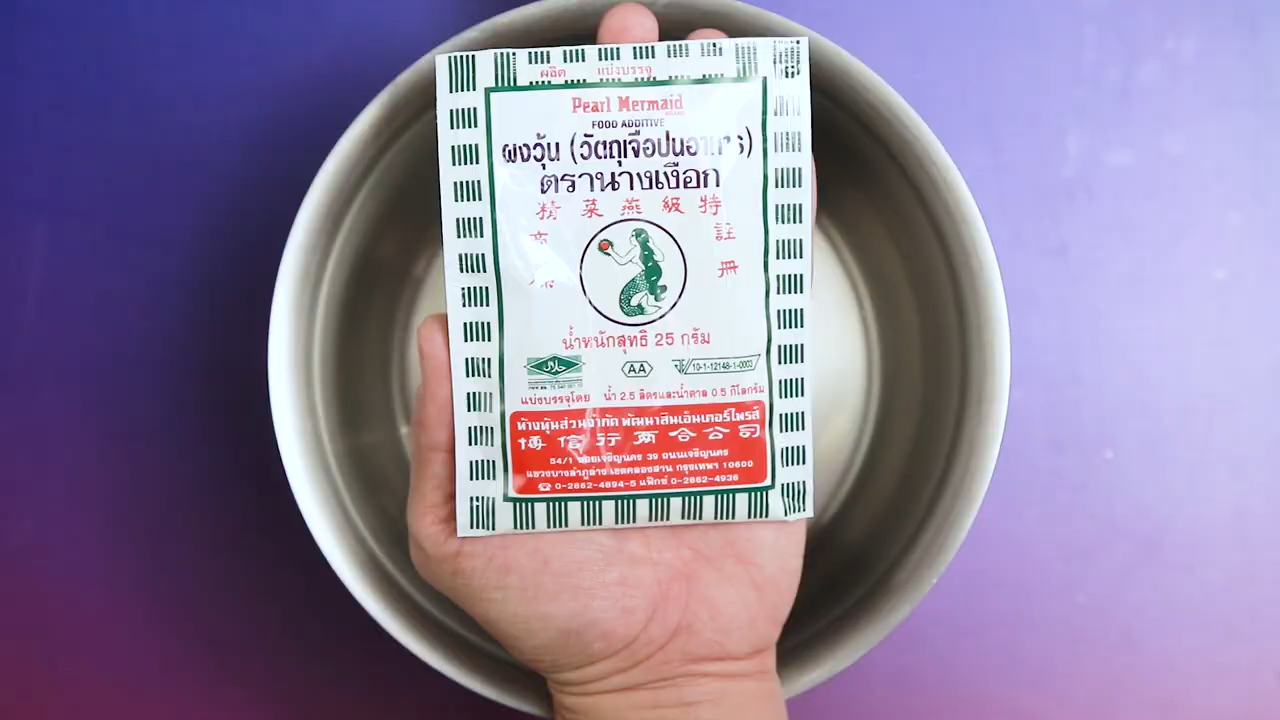 ผลิต แบ่งบรรจุ
Pearl Mermaid
BRAND
FOOD ADDITIVE
ผงวุ้น (วัตถุเจือปนอาหาร)
ตรานางเงือก
精 菜 燕 級 特
註
冊
น้ำหนักสุทธิ 25 กรัม
حلال
AA
10-1-12148-1-0003
แบ่งบรรจุโดย น้ำ 2.5 ลิตรและน้ำตาล 0.5 กิโลกรัม
ห้างหุ้นส่วนจำกัด พัฒนาสินเอ็นเตอร์ไพรส์
博 信 行 兩 合 公 司
54/1 ซอยเจริญนคร 39 ถนนเจริญนคร
แขวงบางลำภูล่าง เขตคลองสาน กรุงเทพฯ 10600
☎ 0-2862-4894-5 แฟ็กซ์ 0-2862-4936